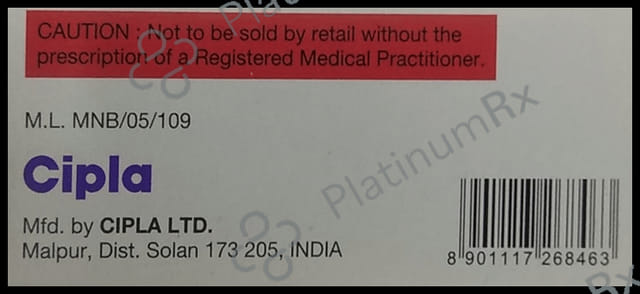 CAUTION : Not to be sold by retail without the
prescription of a Registered Medical Practitioner.
M.L. MNB/05/109
Cipla
Mfd. by CIPLA LTD.
Malpur, Dist. Solan 173 205, INDIA
8 901117 268463
PlatinumRx
Rx